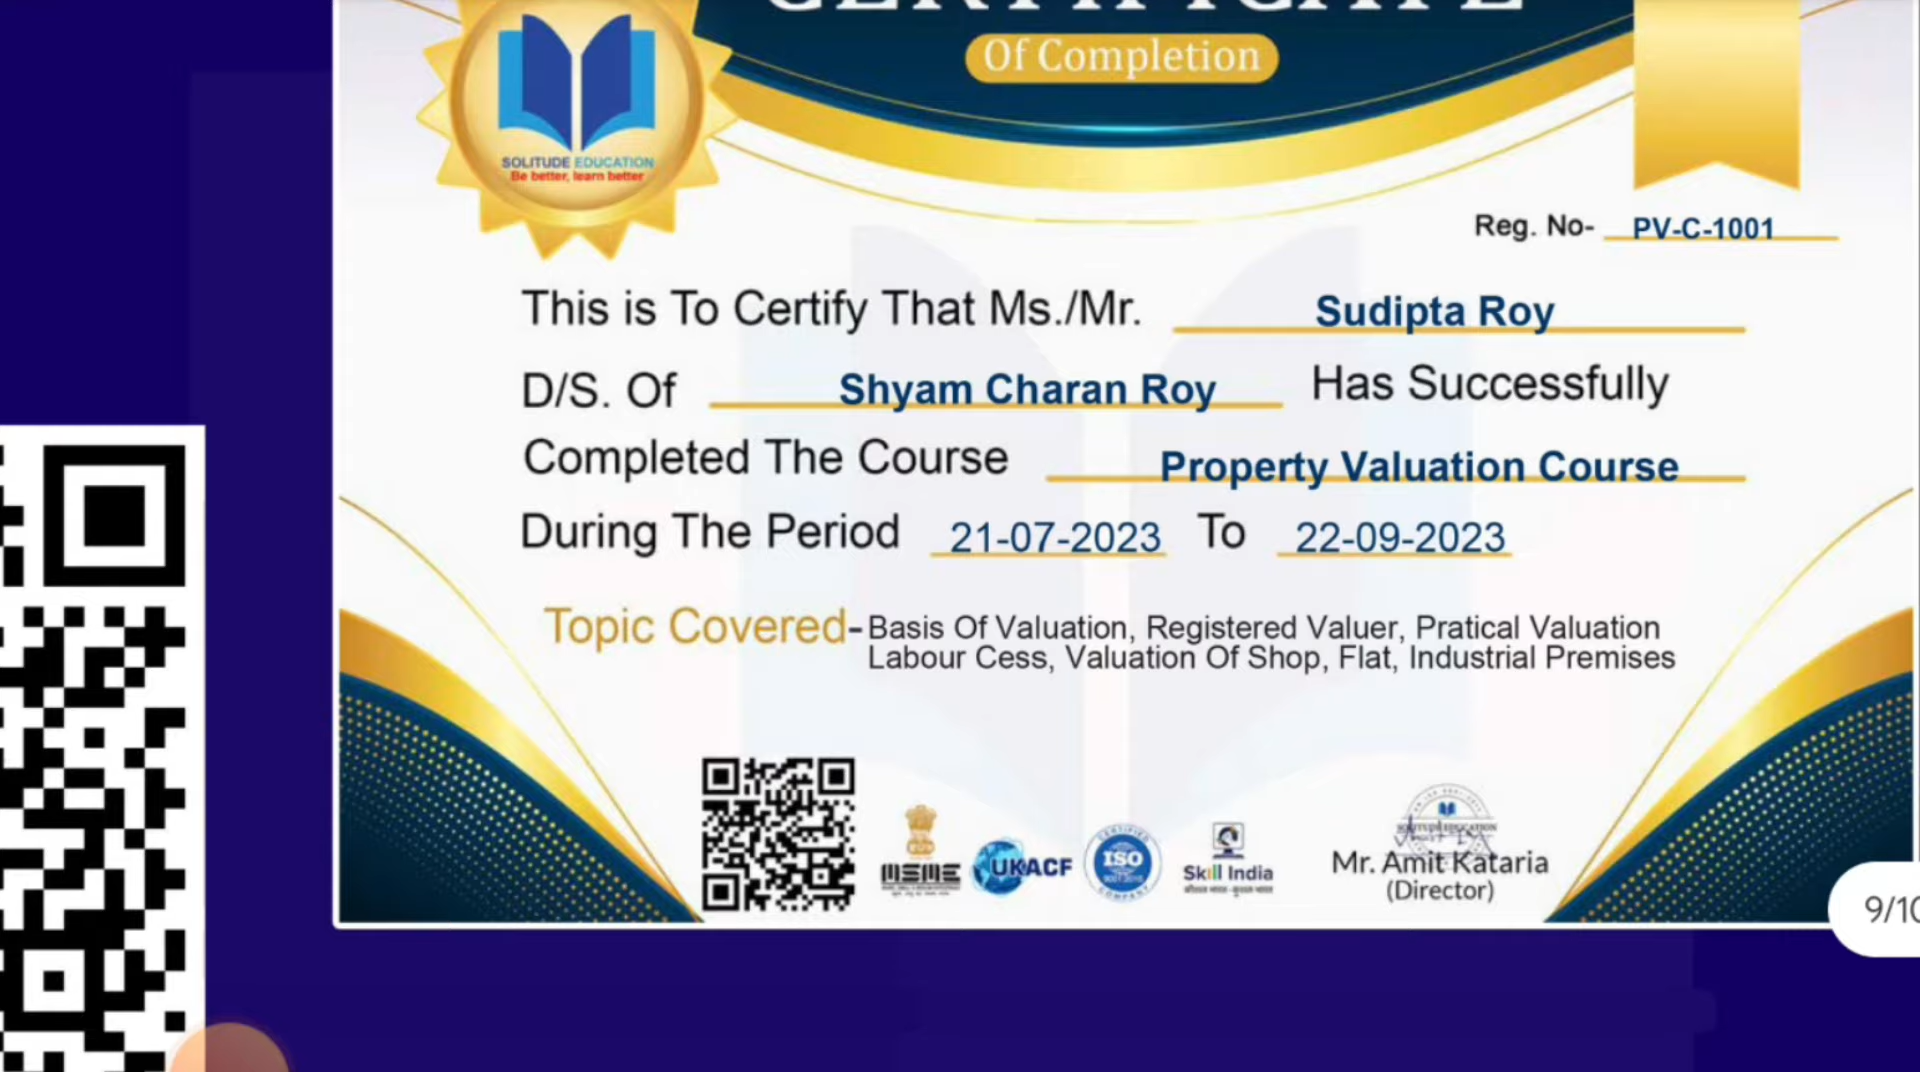 CERTIFICATE
Of Completion
SOLITUDE EDUCATION
Be better, learn better
Reg. No- PV-C-1001
This is To Certify That Ms./Mr. Sudipta Roy
D/S. Of Shyam Charan Roy Has Successfully
Completed The Course Property Valuation Course
During The Period 21-07-2023 To 22-09-2023
Topic Covered- Basis Of Valuation, Registered Valuer, Pratical Valuation
Labour Cess, Valuation Of Shop, Flat, Industrial Premises
MSME
UKACF
CERTIFIED
ISO
COMPANY
Skill India
Mr. Amit Kataria
(Director)
9/10